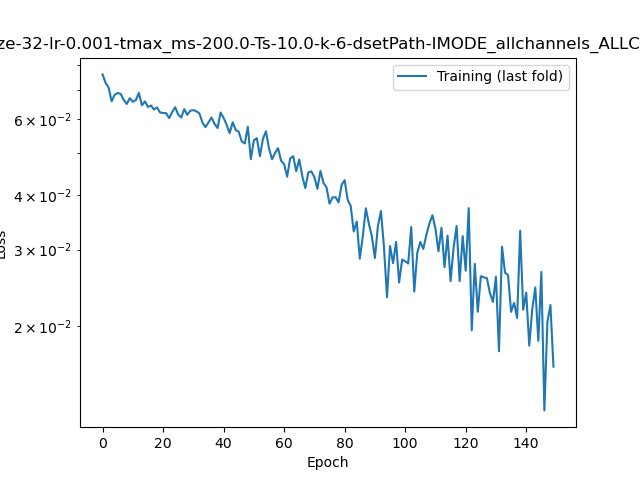 ze-32-lr-0.001-tmax_ms-200.0-Ts-10.0-k-6-dsetPath-IMODE_allchannels_ALLC
Training (last fold)
6 × 10⁻²
4 × 10⁻²
3 × 10⁻²
2 × 10⁻²
Loss
0 20 40 60 80 100 120 140
Epoch